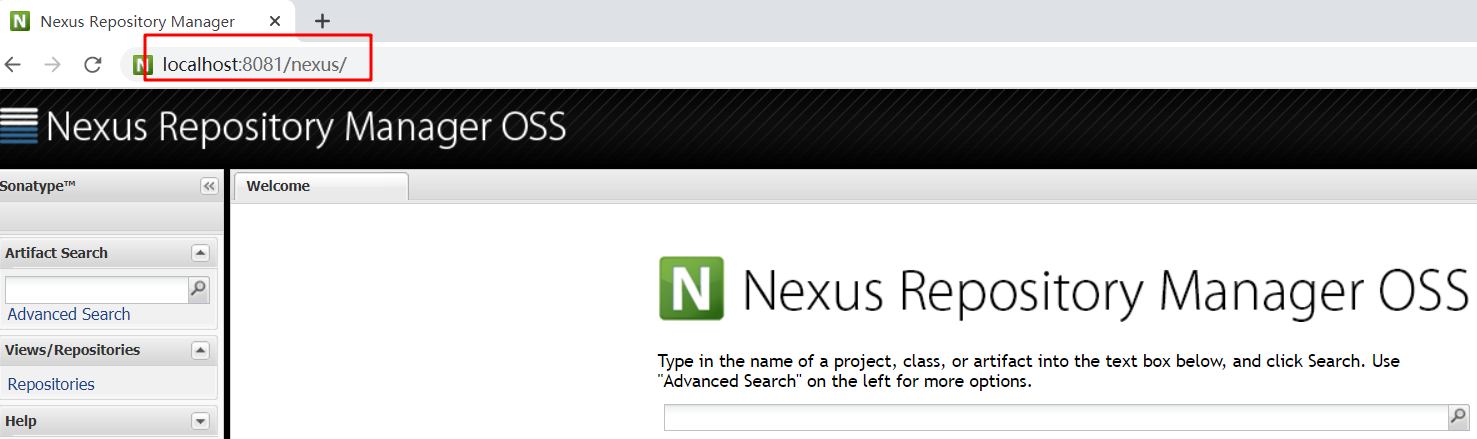 Nexus Repository Manager
localhost:8081/nexus/
Nexus Repository Manager OSS
Sonatype™
Welcome
Artifact Search
Advanced Search
Views/Repositories
Repositories
Help
N Nexus Repository Manager OSS
Type in the name of a project, class, or artifact into the text box below, and click Search. Use
"Advanced Search" on the left for more options.